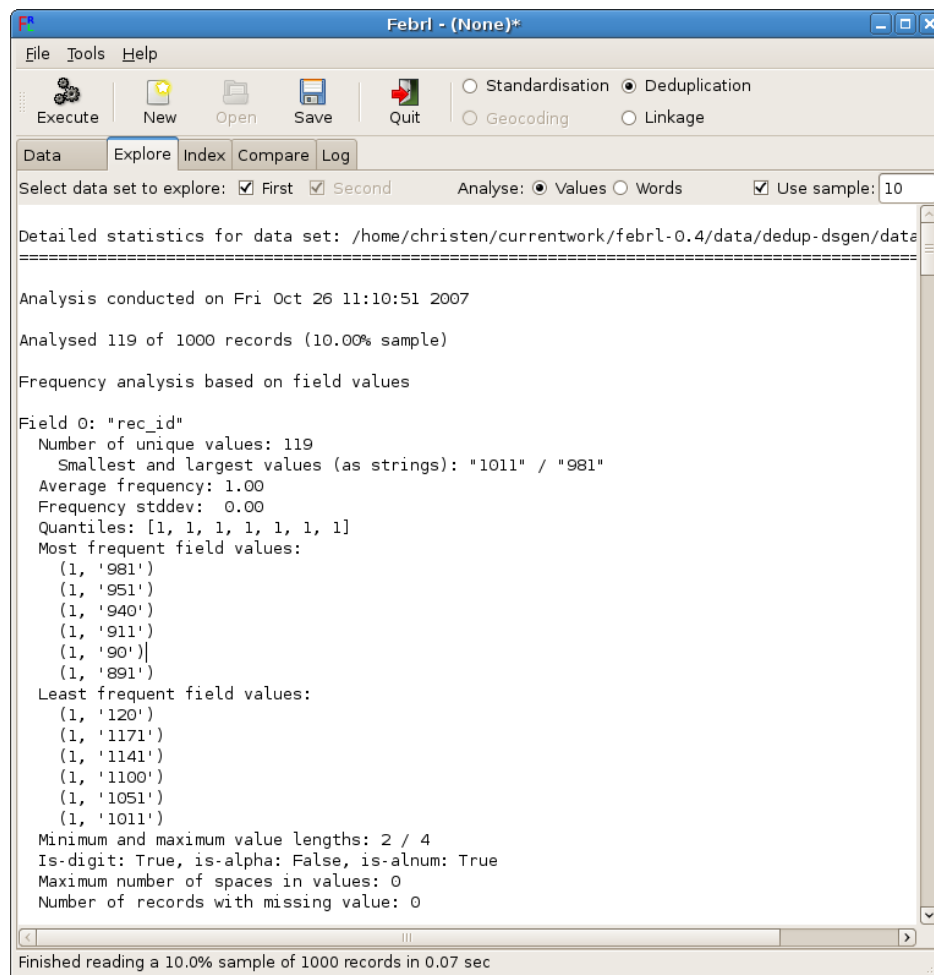 Febrl - (None)*
File Tools Help
Execute New Open Save Quit
Standardisation Deduplication
Geocoding Linkage
Data Explore Index Compare Log
Select data set to explore: First Second Analyse: Values Words Use sample: 10
Detailed statistics for data set: /home/christen/currentwork/febrl-0.4/data/dedup-dsgen/data
============================================================================================
Analysis conducted on Fri Oct 26 11:10:51 2007
Analysed 119 of 1000 records (10.00% sample)
Frequency analysis based on field values
Field 0: "rec_id"
Number of unique values: 119
Smallest and largest values (as strings): "1011" / "981"
Average frequency: 1.00
Frequency stddev: 0.00
Quantiles: [1, 1, 1, 1, 1, 1, 1]
Most frequent field values:
(1, '981')
(1, '951')
(1, '940')
(1, '911')
(1, '90')
(1, '891')
Least frequent field values:
(1, '120')
(1, '1171')
(1, '1141')
(1, '1100')
(1, '1051')
(1, '1011')
Minimum and maximum value lengths: 2 / 4
Is-digit: True, is-alpha: False, is-alnum: True
Maximum number of spaces in values: 0
Number of records with missing value: 0
Finished reading a 10.0% sample of 1000 records in 0.07 sec